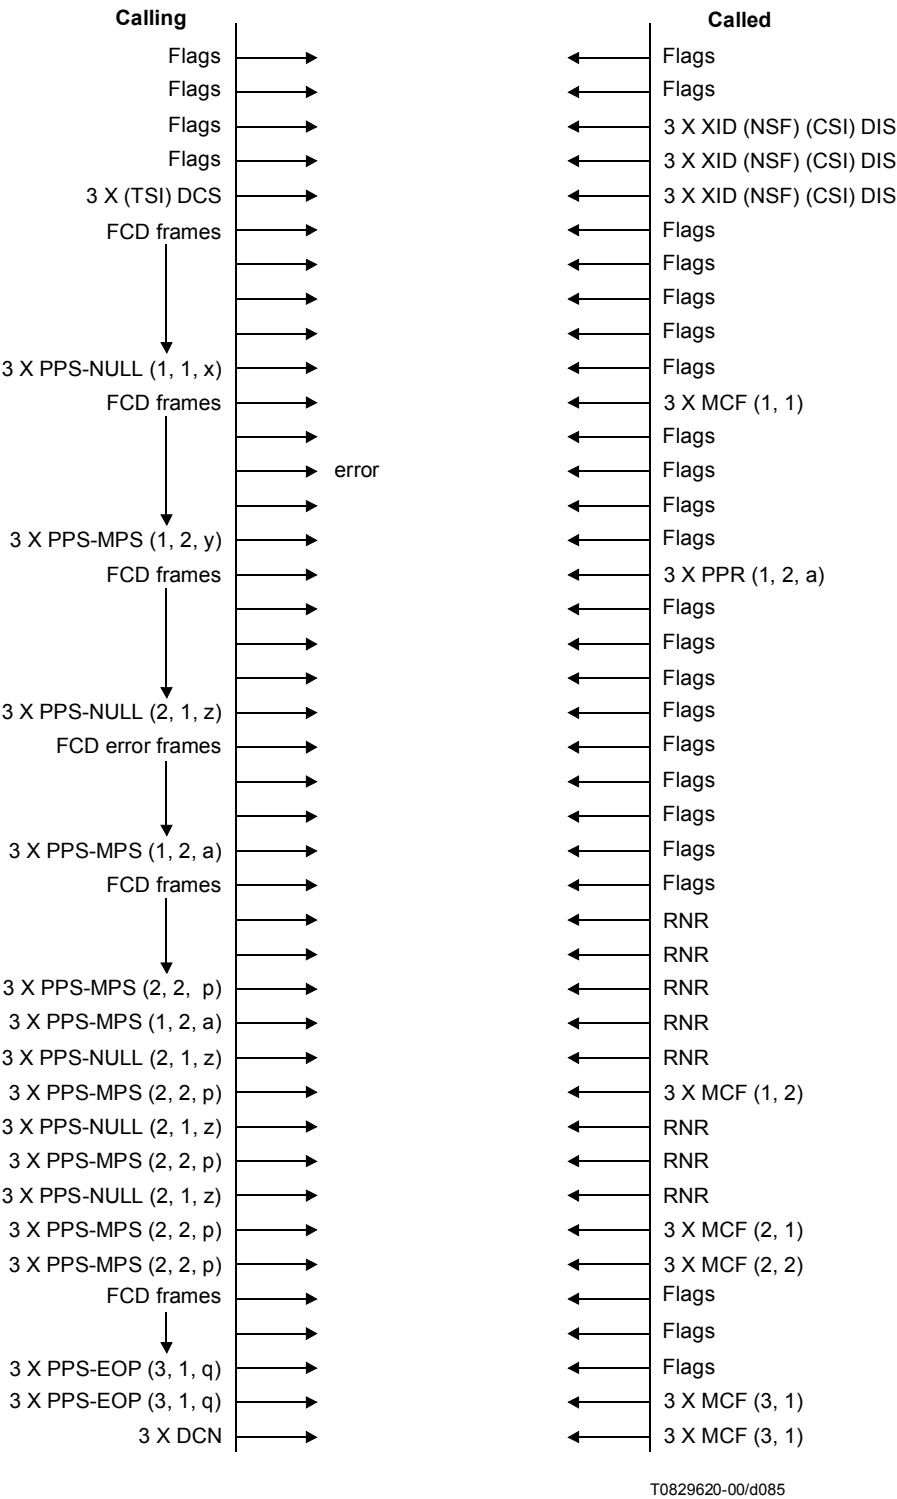 Calling Called
Flags Flags
Flags Flags
Flags 3 X XID (NSF) (CSI) DIS
Flags 3 X XID (NSF) (CSI) DIS
3 X (TSI) DCS 3 X XID (NSF) (CSI) DIS
FCD frames Flags
Flags
Flags
Flags
3 X PPS-NULL (1, 1, x) Flags
FCD frames 3 X MCF (1, 1)
Flags
error Flags
Flags
3 X PPS-MPS (1, 2, y) Flags
FCD frames 3 X PPR (1, 2, a)
Flags
Flags
Flags
3 X PPS-NULL (2, 1, z) Flags
FCD error frames Flags
Flags
Flags
3 X PPS-MPS (1, 2, a) Flags
FCD frames Flags
RNR
RNR
3 X PPS-MPS (2, 2, p) RNR
3 X PPS-MPS (1, 2, a) RNR
3 X PPS-NULL (2, 1, z) RNR
3 X PPS-MPS (2, 2, p) 3 X MCF (1, 2)
3 X PPS-NULL (2, 1, z) RNR
3 X PPS-MPS (2, 2, p) RNR
3 X PPS-NULL (2, 1, z) RNR
3 X PPS-MPS (2, 2, p) 3 X MCF (2, 1)
3 X PPS-MPS (2, 2, p) 3 X MCF (2, 2)
FCD frames Flags
Flags
3 X PPS-EOP (3, 1, q) Flags
3 X PPS-EOP (3, 1, q) 3 X MCF (3, 1)
3 X DCN 3 X MCF (3, 1)
T0829620-00/d085